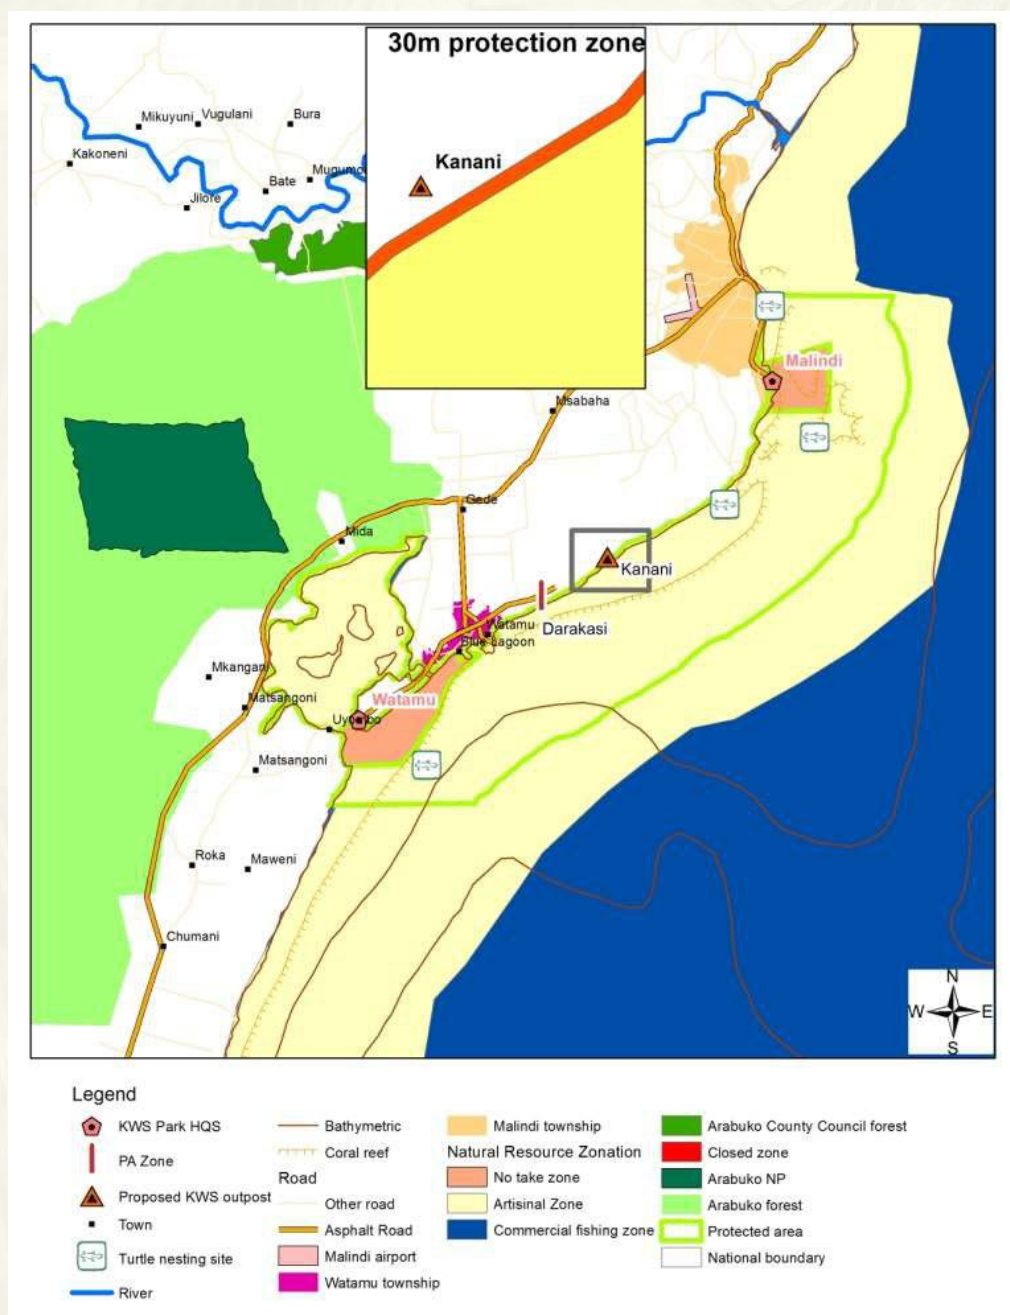 30m protection zone
Kanani
Mikuyuni
Vugulani
Bura
Kakoneni
Bate
Mugumo
Jilore
Malindi
Msabaha
Gede
Mida
Kanani
Darakasi
Watamu
Blue Lagoon
Mkangani
Watamu
Matsangoni
Uyombo
Matsangoni
Roka
Maweni
Chumani
N
W
E
S
Legend
KWS Park HQS
PA Zone
Proposed KWS outpost
Town
Turtle nesting site
River
Bathymetric
Coral reef
Road
Other road
Asphalt Road
Malindi airport
Watamu township
Malindi township
Natural Resource Zonation
No take zone
Artisinal Zone
Commercial fishing zone
Arabuko County Council forest
Closed zone
Arabuko NP
Arabuko forest
Protected area
National boundary